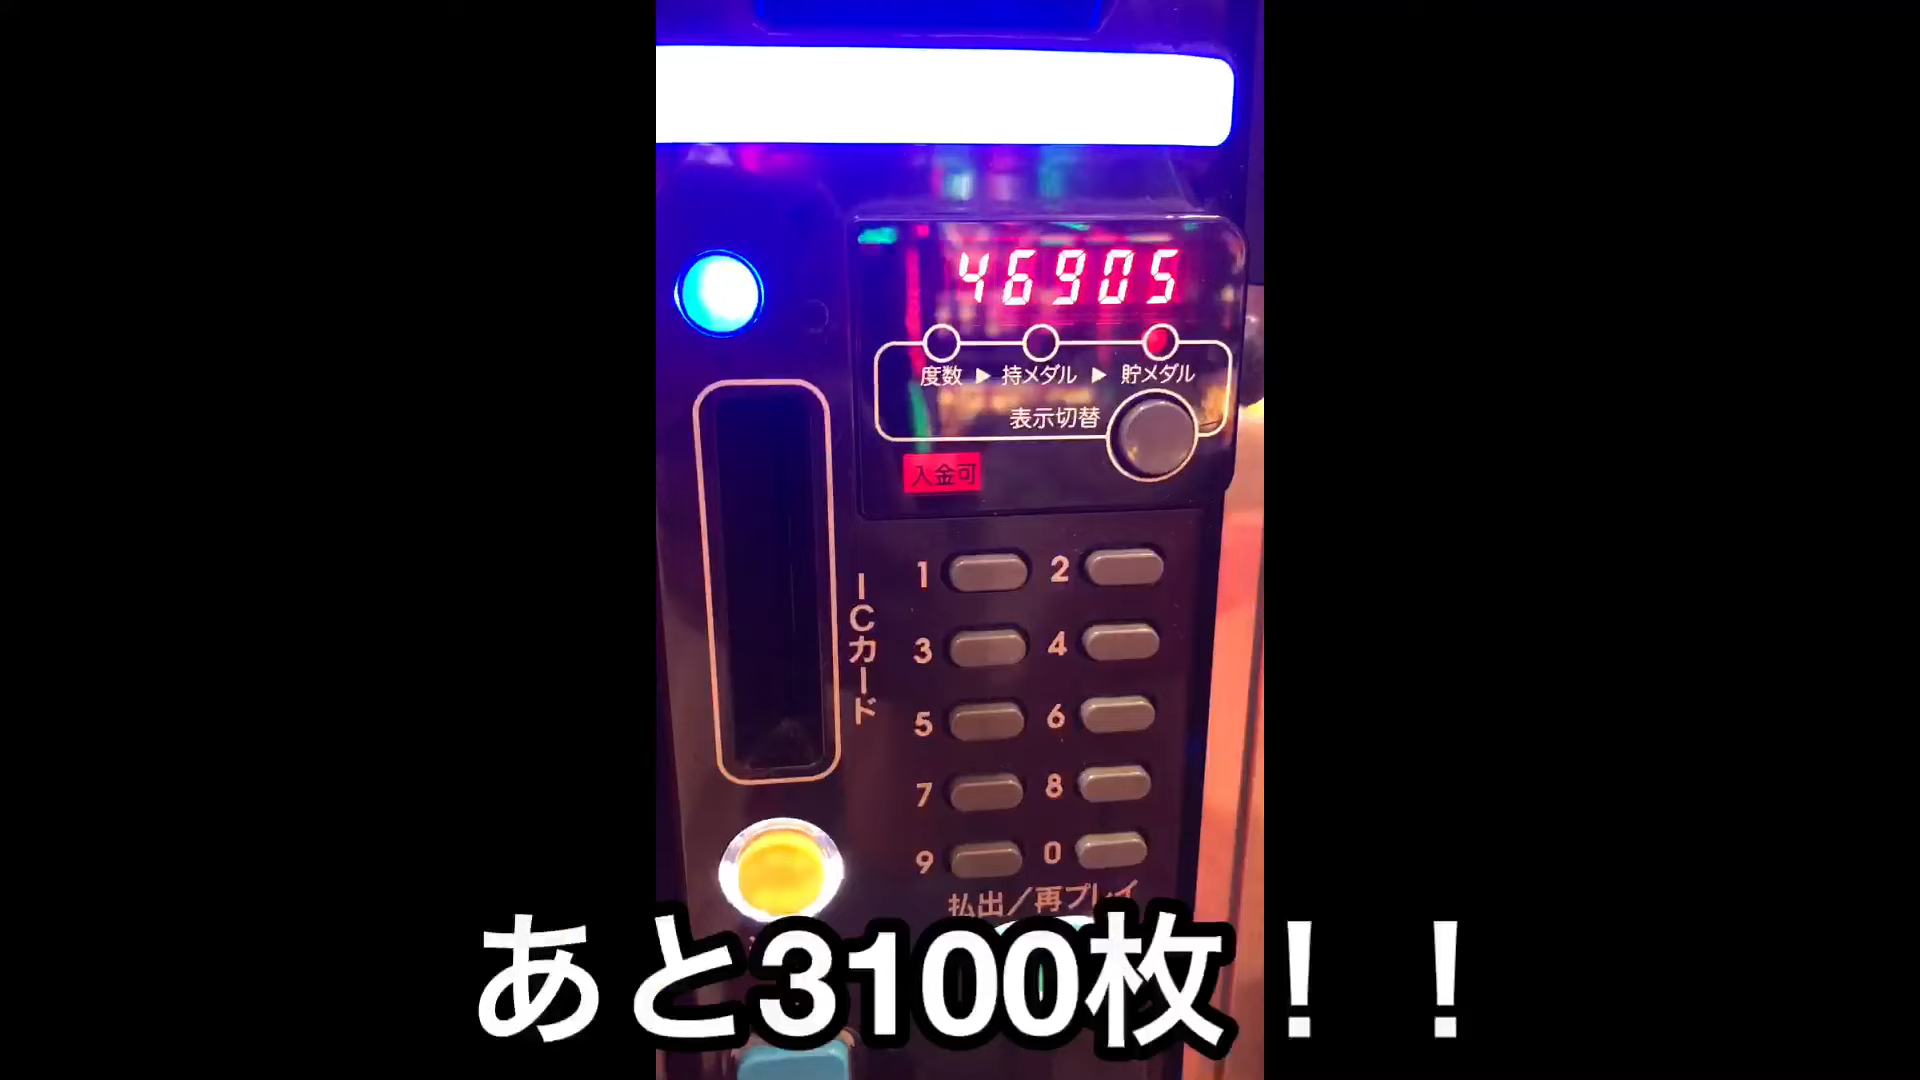 46905
度数 ▶ 持メダル ▶ 貯メダル
表示切替
入金可
ICカード
1 2
3 4
5 6
7 8
9 0
払出/再プレイ
あと3100枚!!